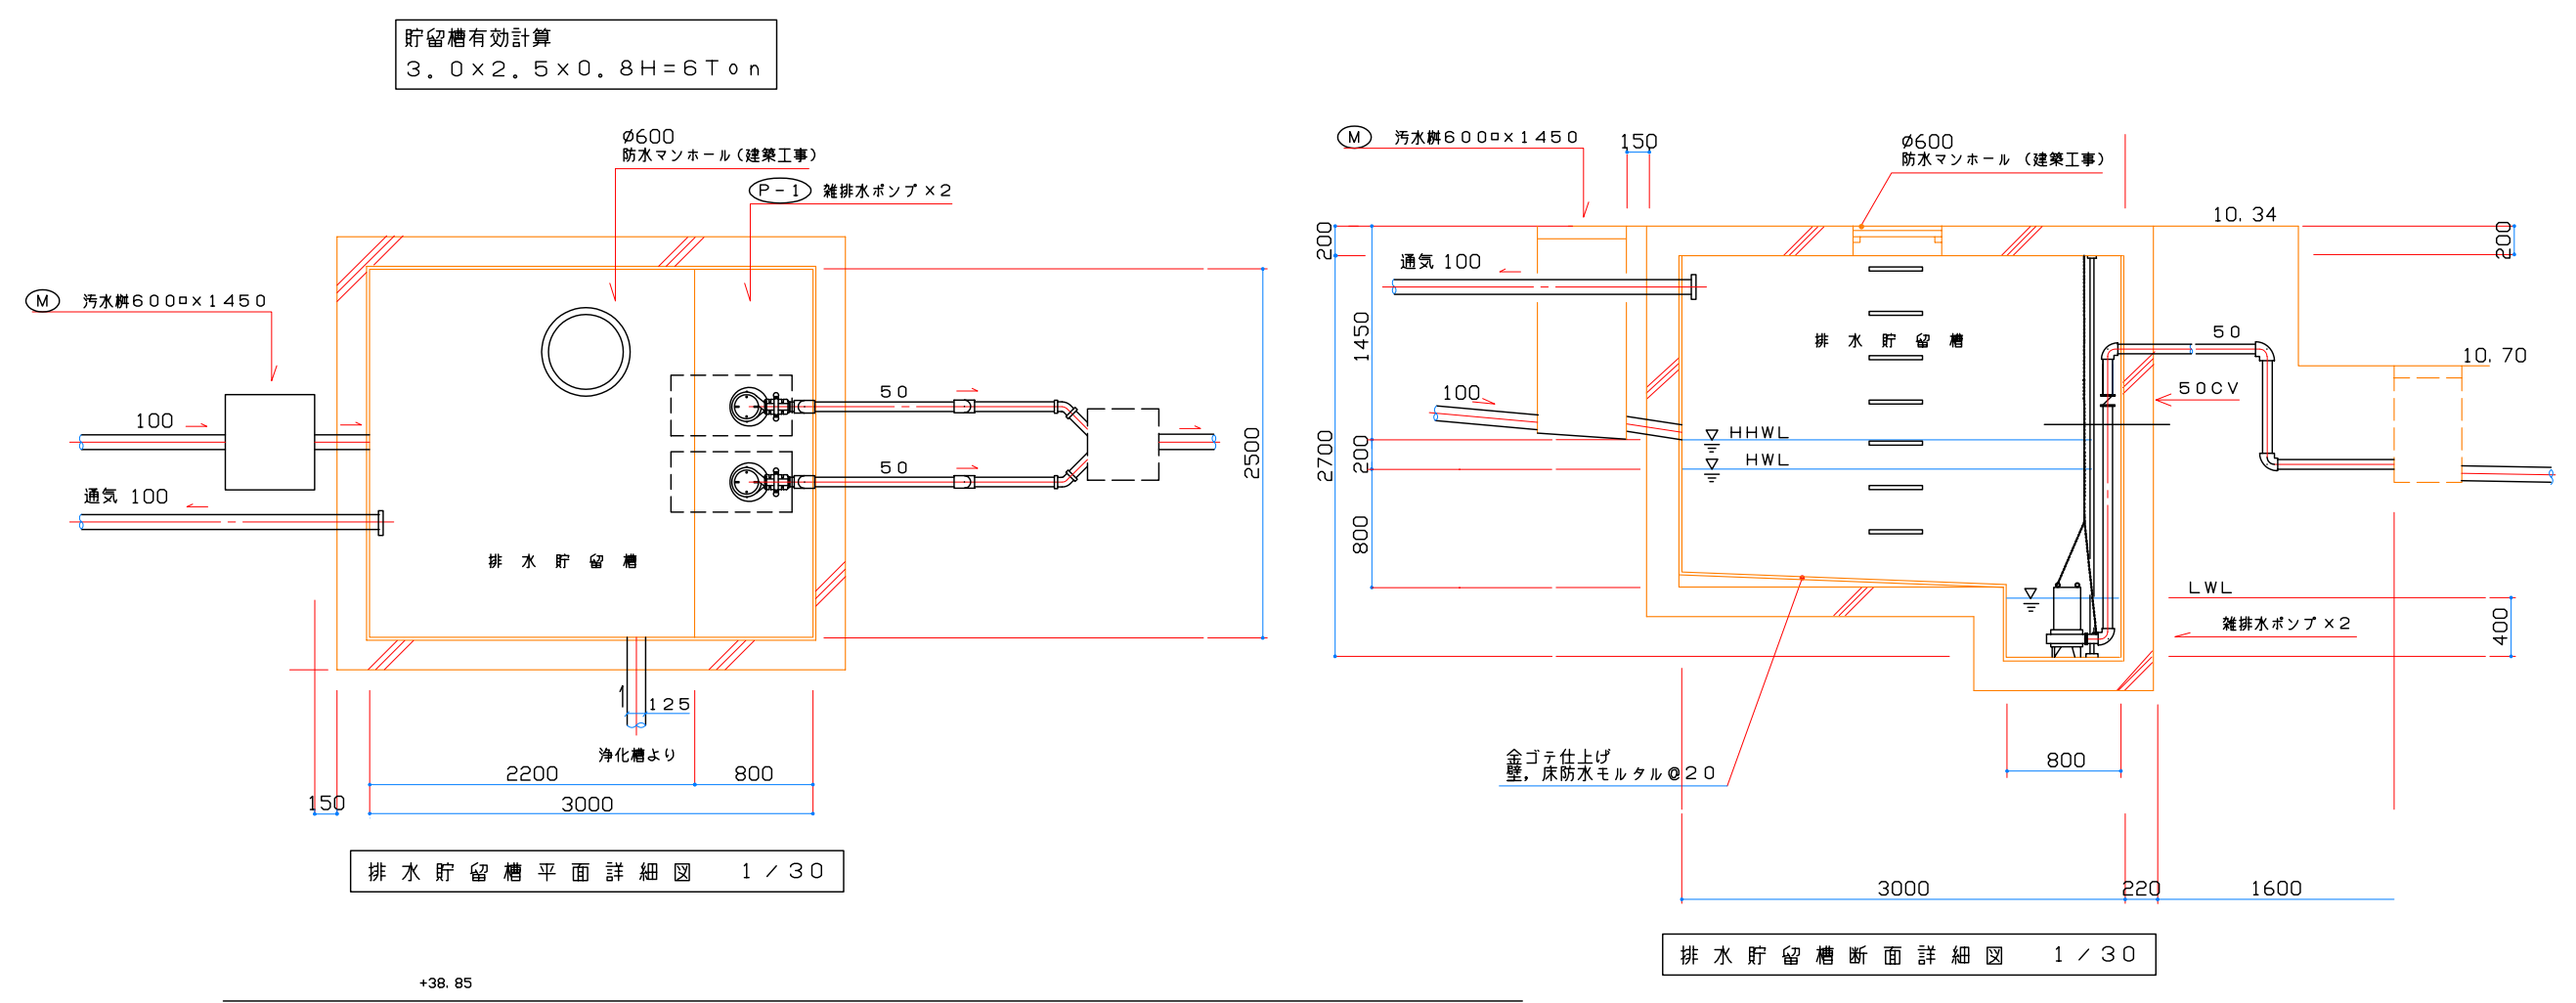 貯留槽有効計算
3.0×2.5×0.8H=6Ton
φ600
防水マンホール(建築工事)
P-1 雑排水ポンプ×2
M 汚水桝600□×1450
100
通気 100
50
50
排水貯留槽
2500
125
浄化槽より
2200
800
150
3000
排水貯留槽平面詳細図 1/30
+38.85
M 汚水桝600□×1450
150
φ600
防水マンホール (建築工事)
10.34
200
200
通気 100
1450
排水貯留槽
50
10.70
100
50CV
HHWL
HWL
2700
200
800
LWL
雑排水ポンプ×2
400
金ゴテ仕上げ
壁,床防水モルタル@20
800
3000
220
1600
排水貯留槽断面詳細図 1/30